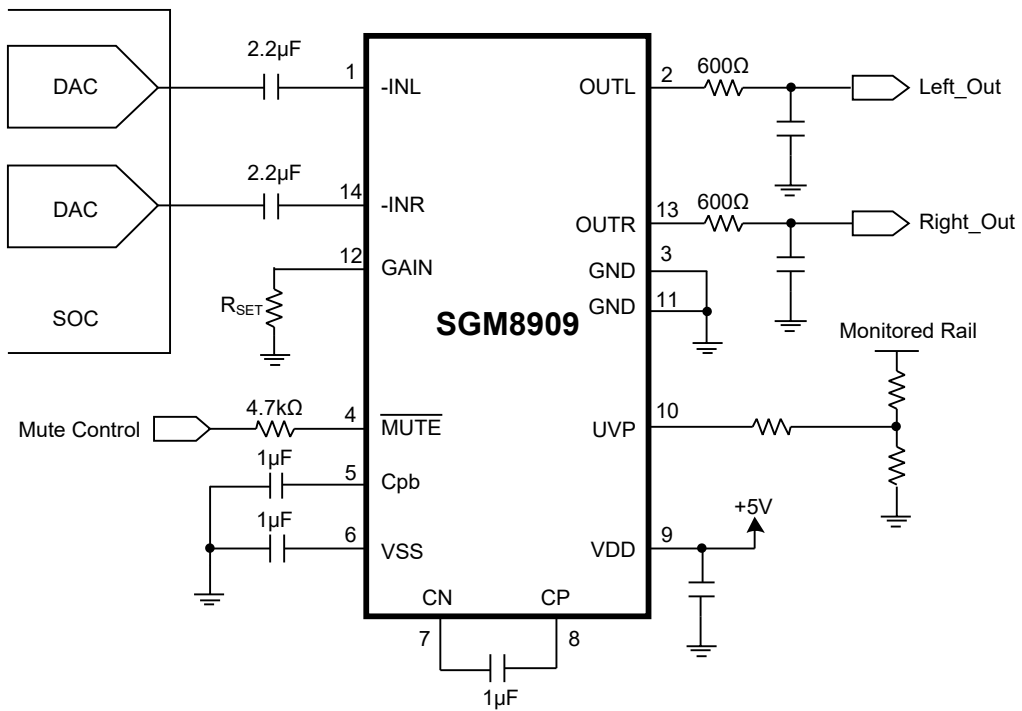 2.2µF
DAC
1
-INL
OUTL
2
600Ω
Left_Out
2.2µF
DAC
14
-INR
OUTR
13
600Ω
Right_Out
12
GAIN
GND
3
R_SET
SOC
SGM8909
GND
11
Monitored Rail
Mute Control
4.7kΩ
4
MUTE
UVP
10
1µF
5
Cpb
1µF
6
VSS
VDD
9
+5V
CN
CP
7
8
1µF